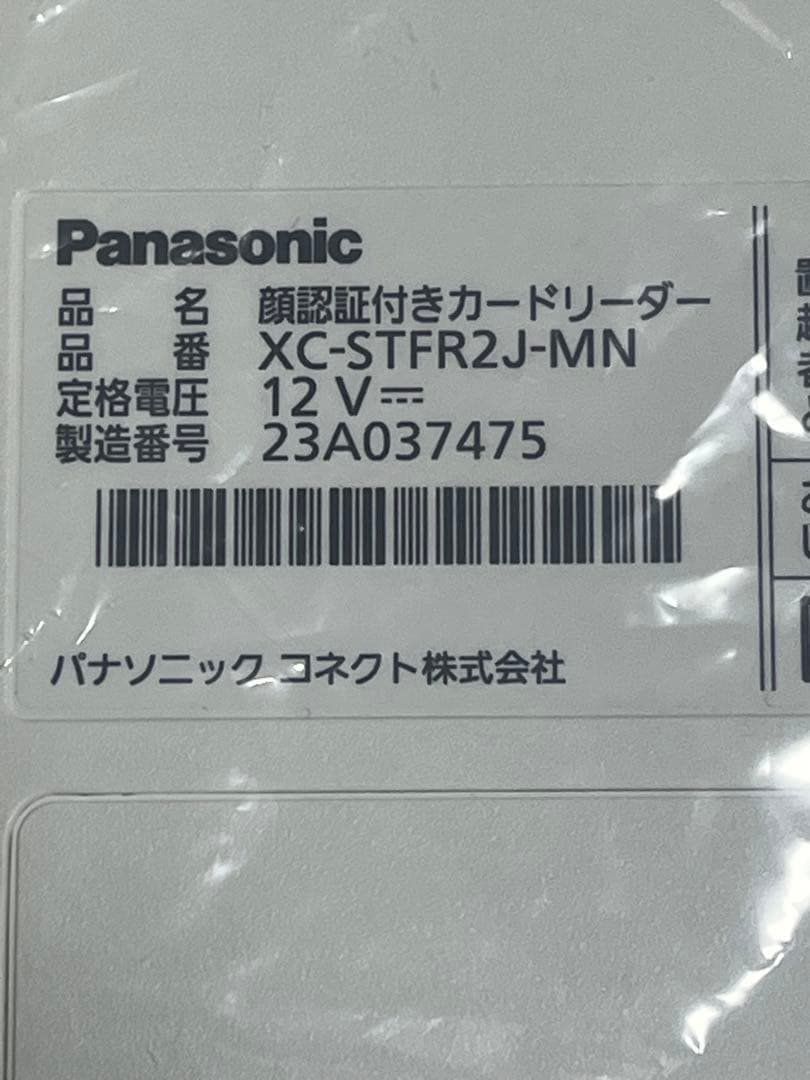 Panasonic
品 名 顔認証付きカードリーダー
品 番 XC-STFR2J-MN
定格電圧 12 V⎓
製造番号 23A037475
パナソニック コネクト株式会社